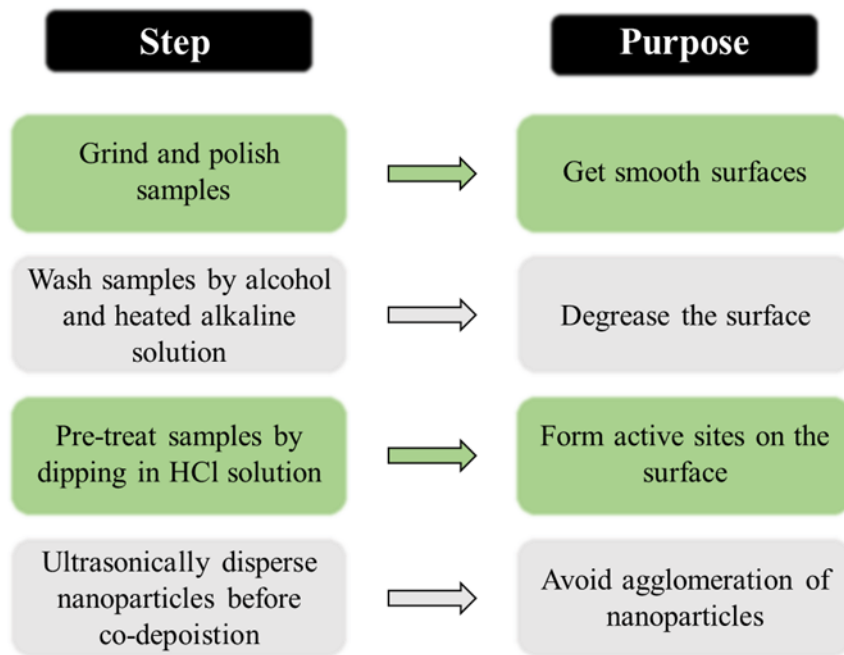 Step
Purpose
Grind and polish
samples
Get smooth surfaces
Wash samples by alcohol
and heated alkaline
solution
Degrease the surface
Pre-treat samples by
dipping in HCl solution
Form active sites on the
surface
Ultrasonically disperse
nanoparticles before
co-depoistion
Avoid agglomeration of
nanoparticles